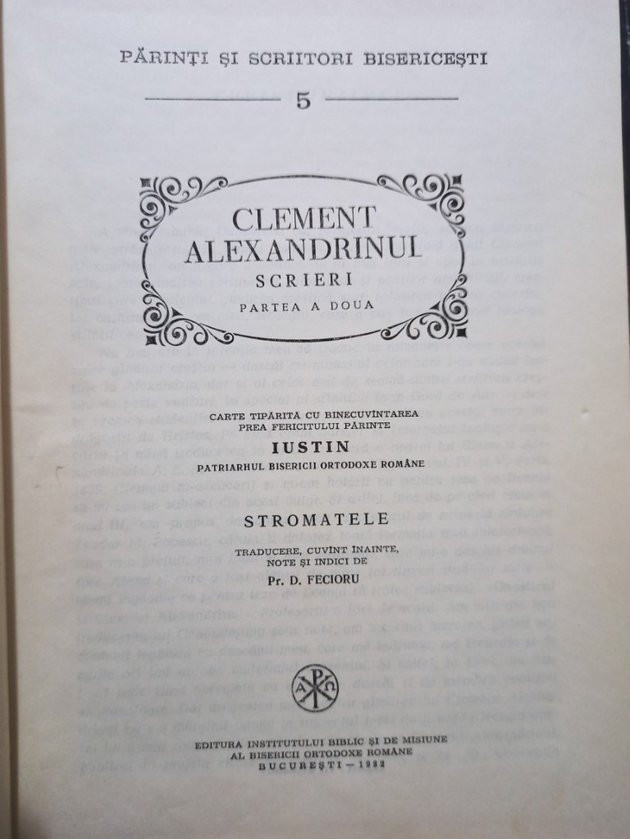 PĂRINȚI ȘI SCRIITORI BISERICEȘTI
5
CLEMENT
ALEXANDRINUL
SCRIERI
PARTEA A DOUA
CARTE TIPĂRITĂ CU BINECUVÎNTAREA
PREA FERICITULUI PĂRINTE
IUSTIN
PATRIARHUL BISERICII ORTODOXE ROMÂNE
STROMATELE
TRADUCERE, CUVÎNT ÎNAINTE,
NOTE ȘI INDICI DE
Pr. D. FECIORU
A Ω
EDITURA INSTITUTULUI BIBLIC ȘI DE MISIUNE
AL BISERICII ORTODOXE ROMÂNE
BUCUREȘTI — 1982